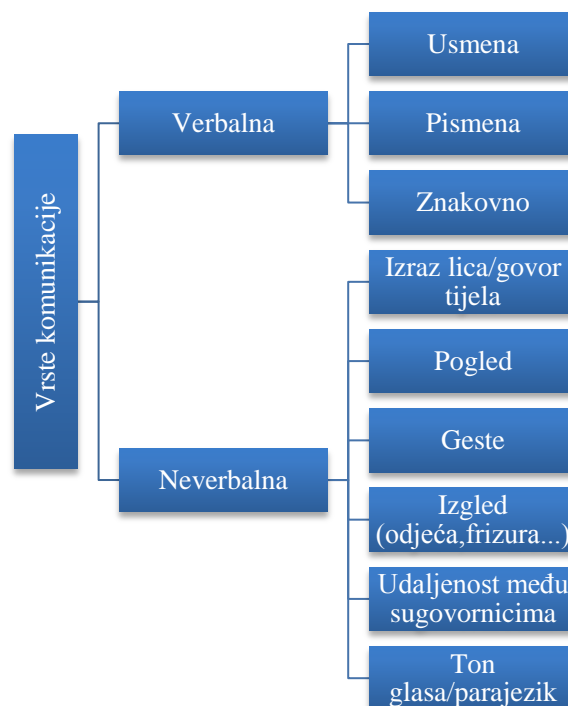 Vrste komunikacije
Verbalna
Usmena
Pismena
Znakovno
Neverbalna
Izraz lica/govor
tijela
Pogled
Geste
Izgled
(odjeća,frizura...)
Udaljenost među
sugovornicima
Ton
glasa/parajezik